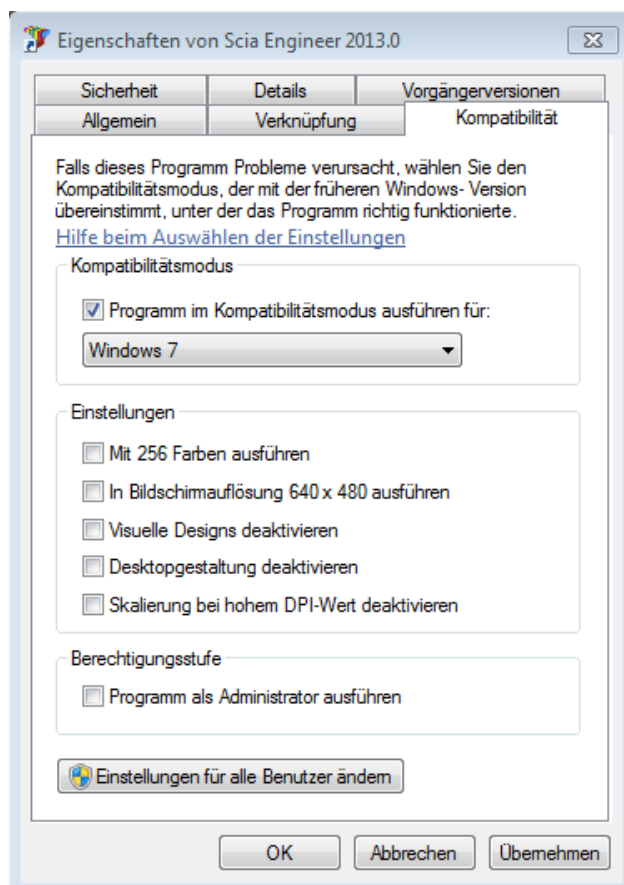 Eigenschaften von Scia Engineer 2013.0
Sicherheit
Details
Vorgängerversionen
Allgemein
Verknüpfung
Kompatibilität
Falls dieses Programm Probleme verursacht, wählen Sie den
Kompatibilitätsmodus, der mit der früheren Windows- Version
übereinstimmt, unter der das Programm richtig funktionierte.
Hilfe beim Auswählen der Einstellungen
Kompatibilitätsmodus
Programm im Kompatibilitätsmodus ausführen für:
Windows 7
Einstellungen
Mit 256 Farben ausführen
In Bildschirmauflösung 640 x 480 ausführen
Visuelle Designs deaktivieren
Desktopgestaltung deaktivieren
Skalierung bei hohem DPI-Wert deaktivieren
Berechtigungsstufe
Programm als Administrator ausführen
Einstellungen für alle Benutzer ändern
OK
Abbrechen
Übernehmen